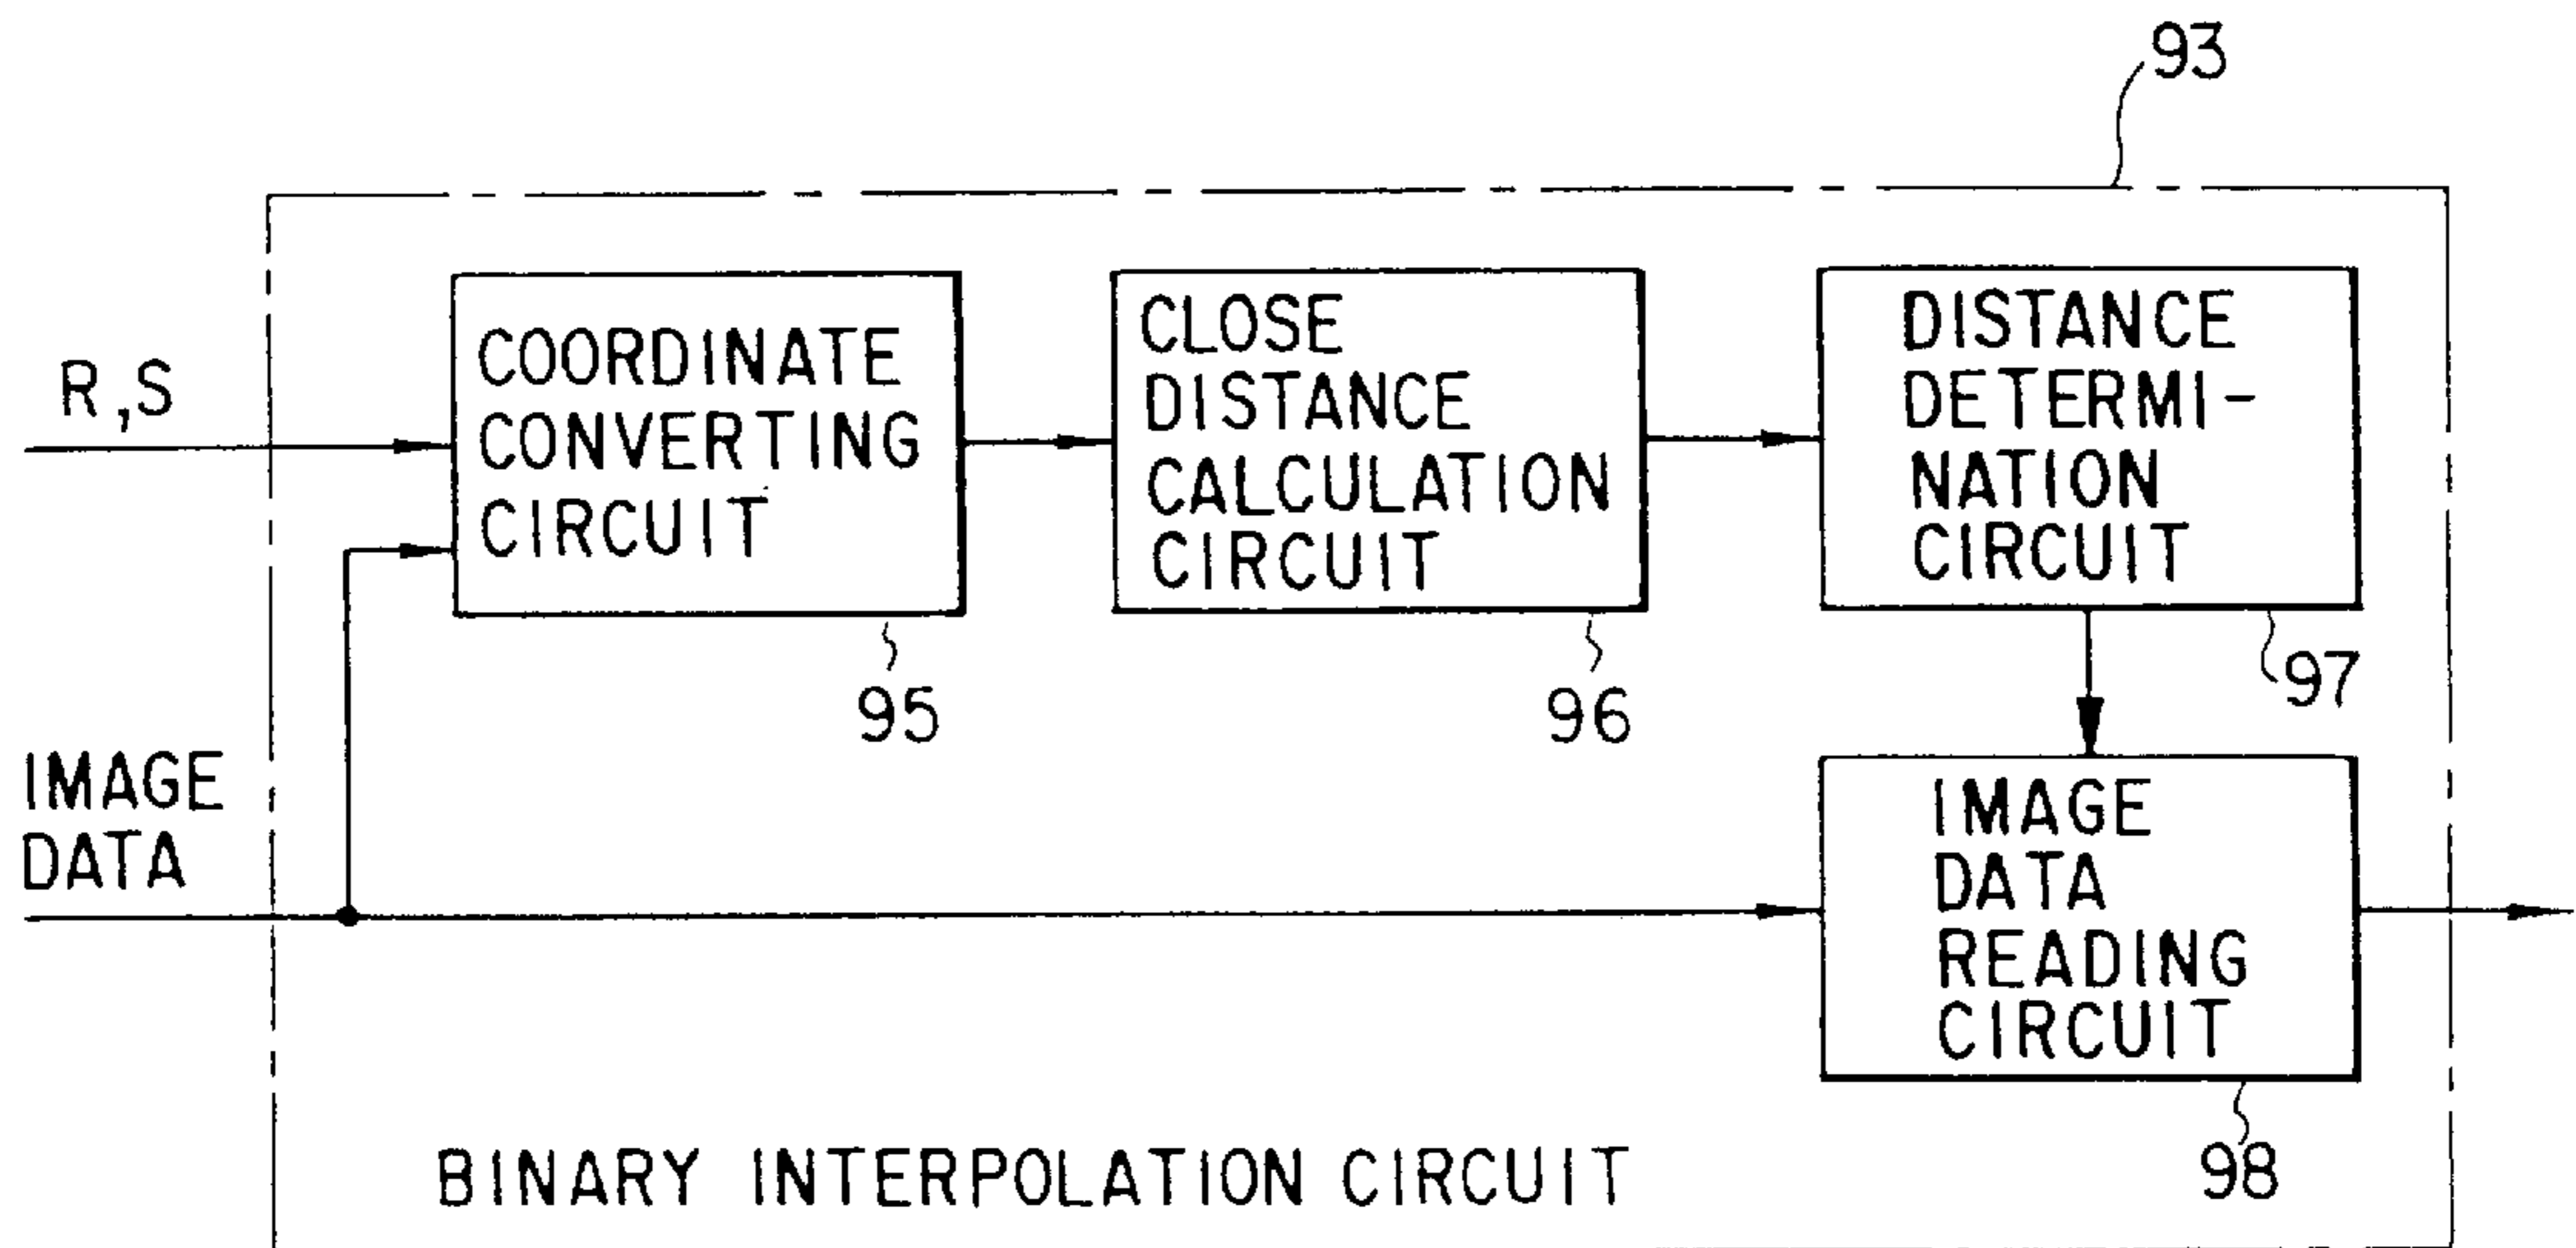 93
R,S
COORDINATE
CONVERTING
CIRCUIT
95
CLOSE
DISTANCE
CALCULATION
CIRCUIT
96
DISTANCE
DETERMI-
NATION
CIRCUIT
97
IMAGE
DATA
IMAGE
DATA
READING
CIRCUIT
98
BINARY INTERPOLATION CIRCUIT